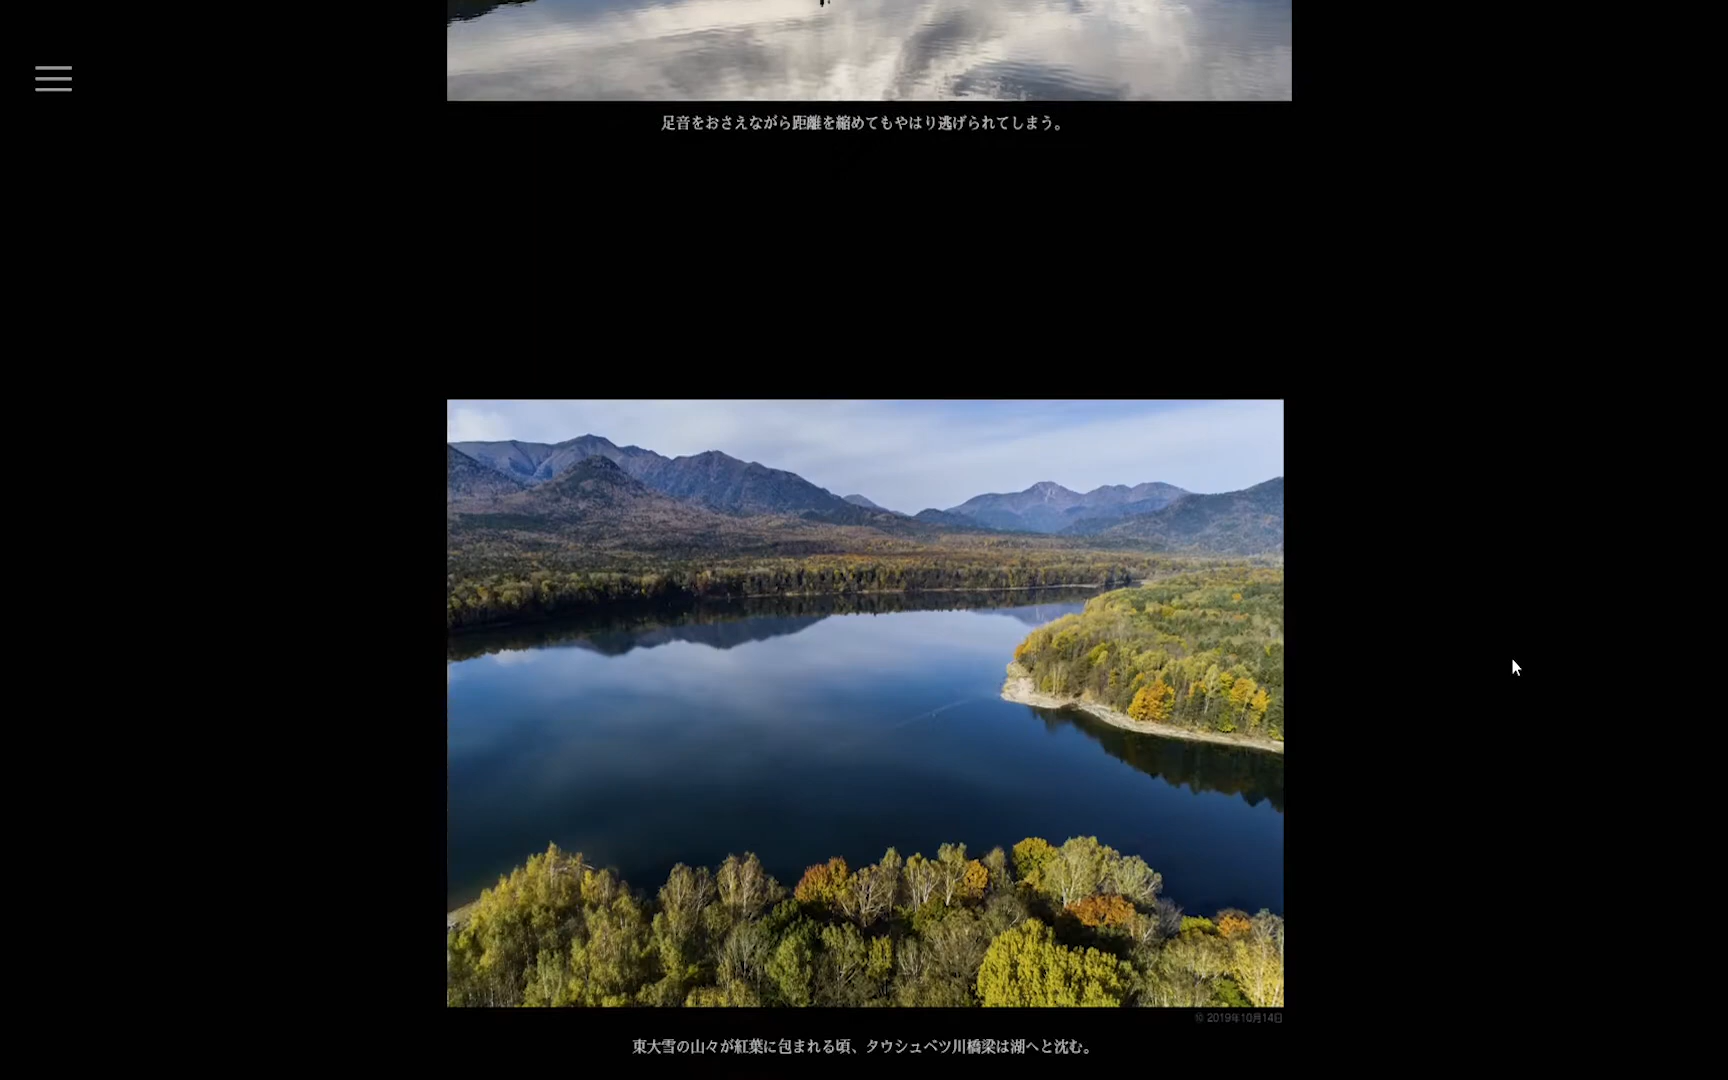 足音をおさえながら距離を縮めてもやはり逃げられてしまう。
© 2019年10月14日
東大雪の山々が紅葉に包まれる頃、タウシュベツ川橋梁は湖へと沈む。